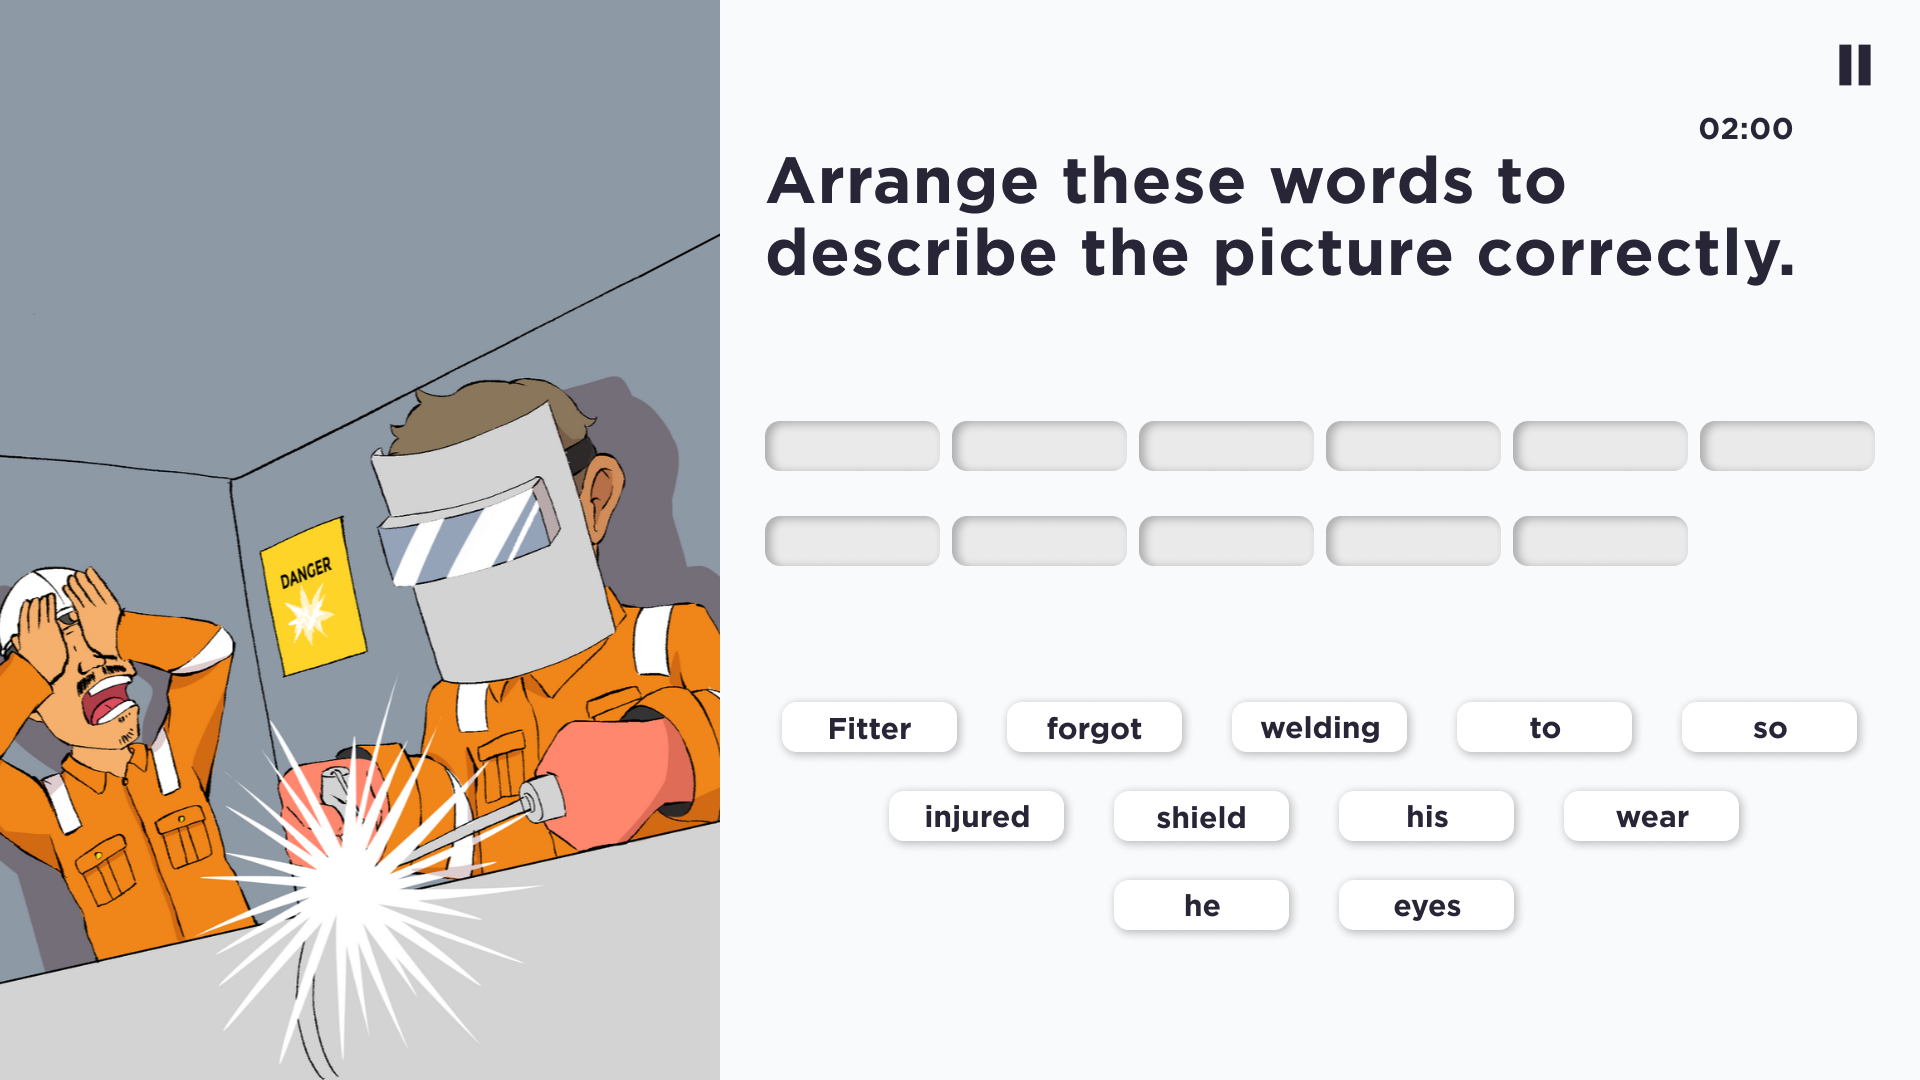 02:00
Arrange these words to
describe the picture correctly.
DANGER
Fitter forgot welding to so
injured shield his wear
he eyes